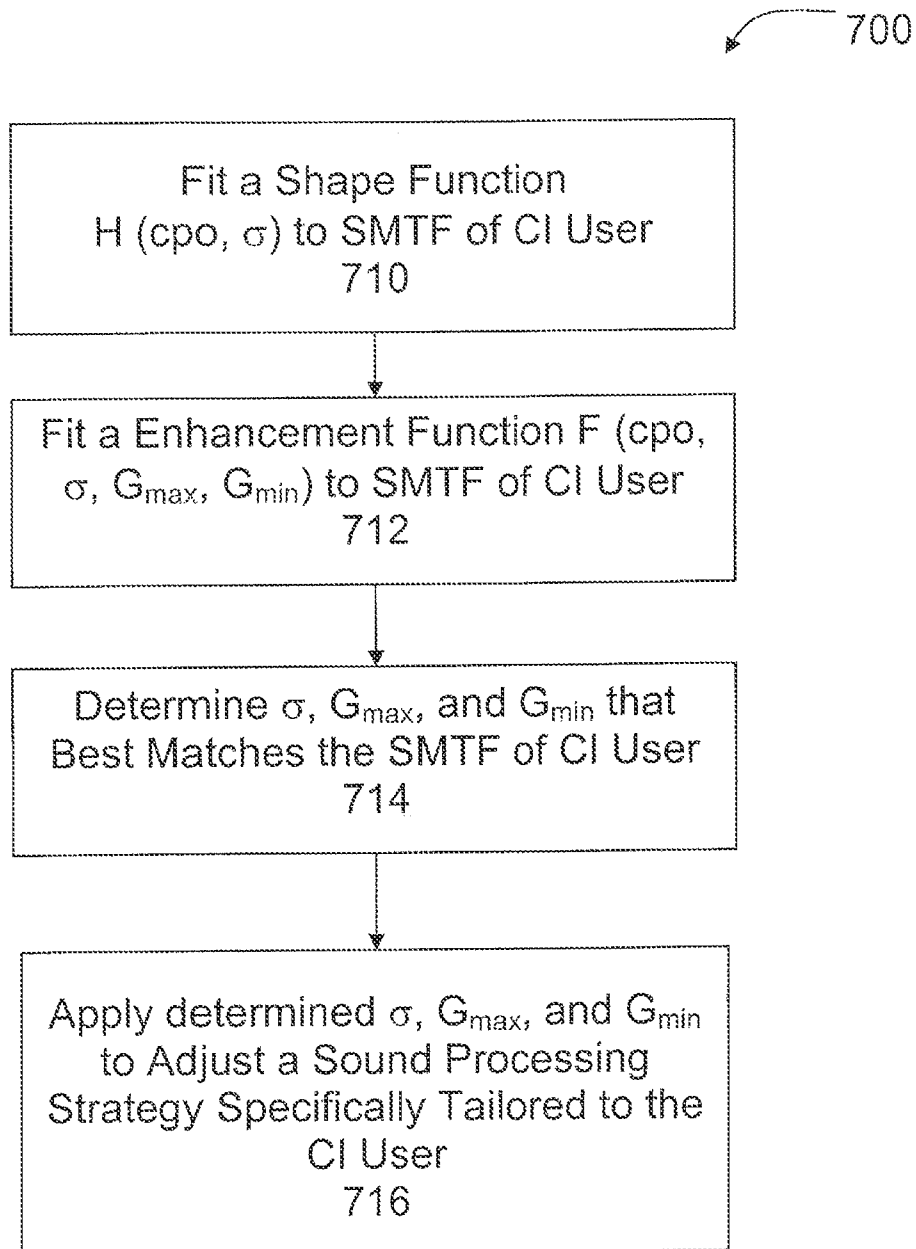 700
Fit a Shape Function
H (cpo, σ) to SMTF of CI User
710
Fit a Enhancement Function F (cpo,
σ, Gmax, Gmin) to SMTF of CI User
712
Determine σ, Gmax, and Gmin that
Best Matches the SMTF of CI User
714
Apply determined σ, Gmax, and Gmin
to Adjust a Sound Processing
Strategy Specifically Tailored to the
CI User
716